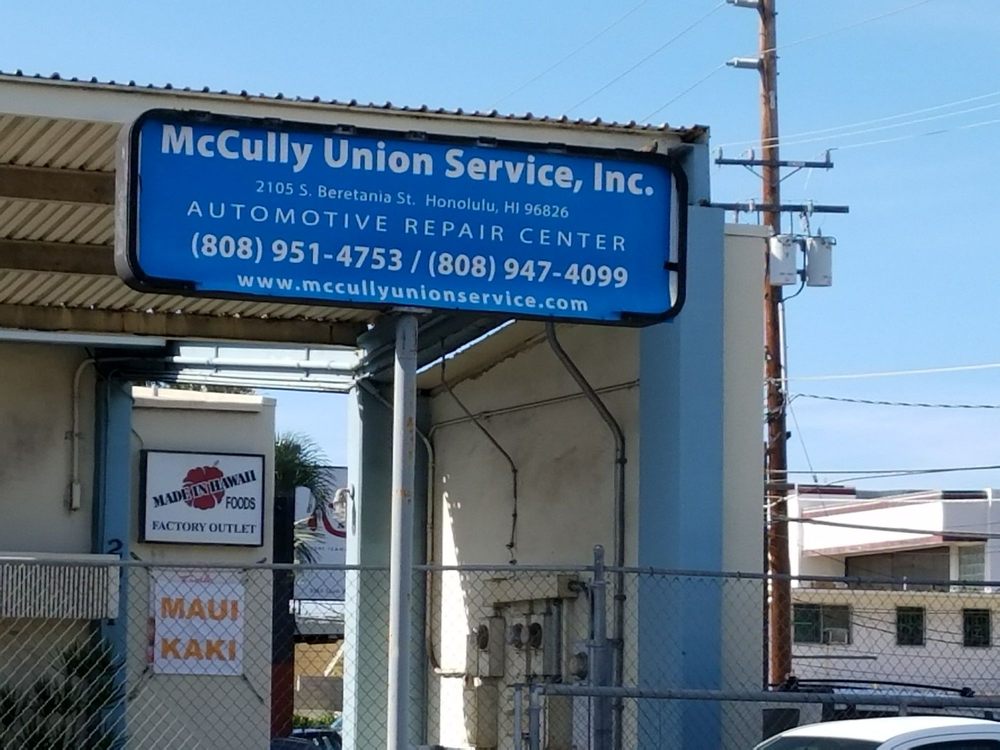 McCully Union Service, Inc.
2105 S. Beretania St. Honolulu, HI 96826
AUTOMOTIVE REPAIR CENTER
(808) 951-4753 / (808) 947-4099
www.mccullyunionservice.com
MADE IN HAWAII
FOODS
FACTORY OUTLET
2
MAUI
KAKI